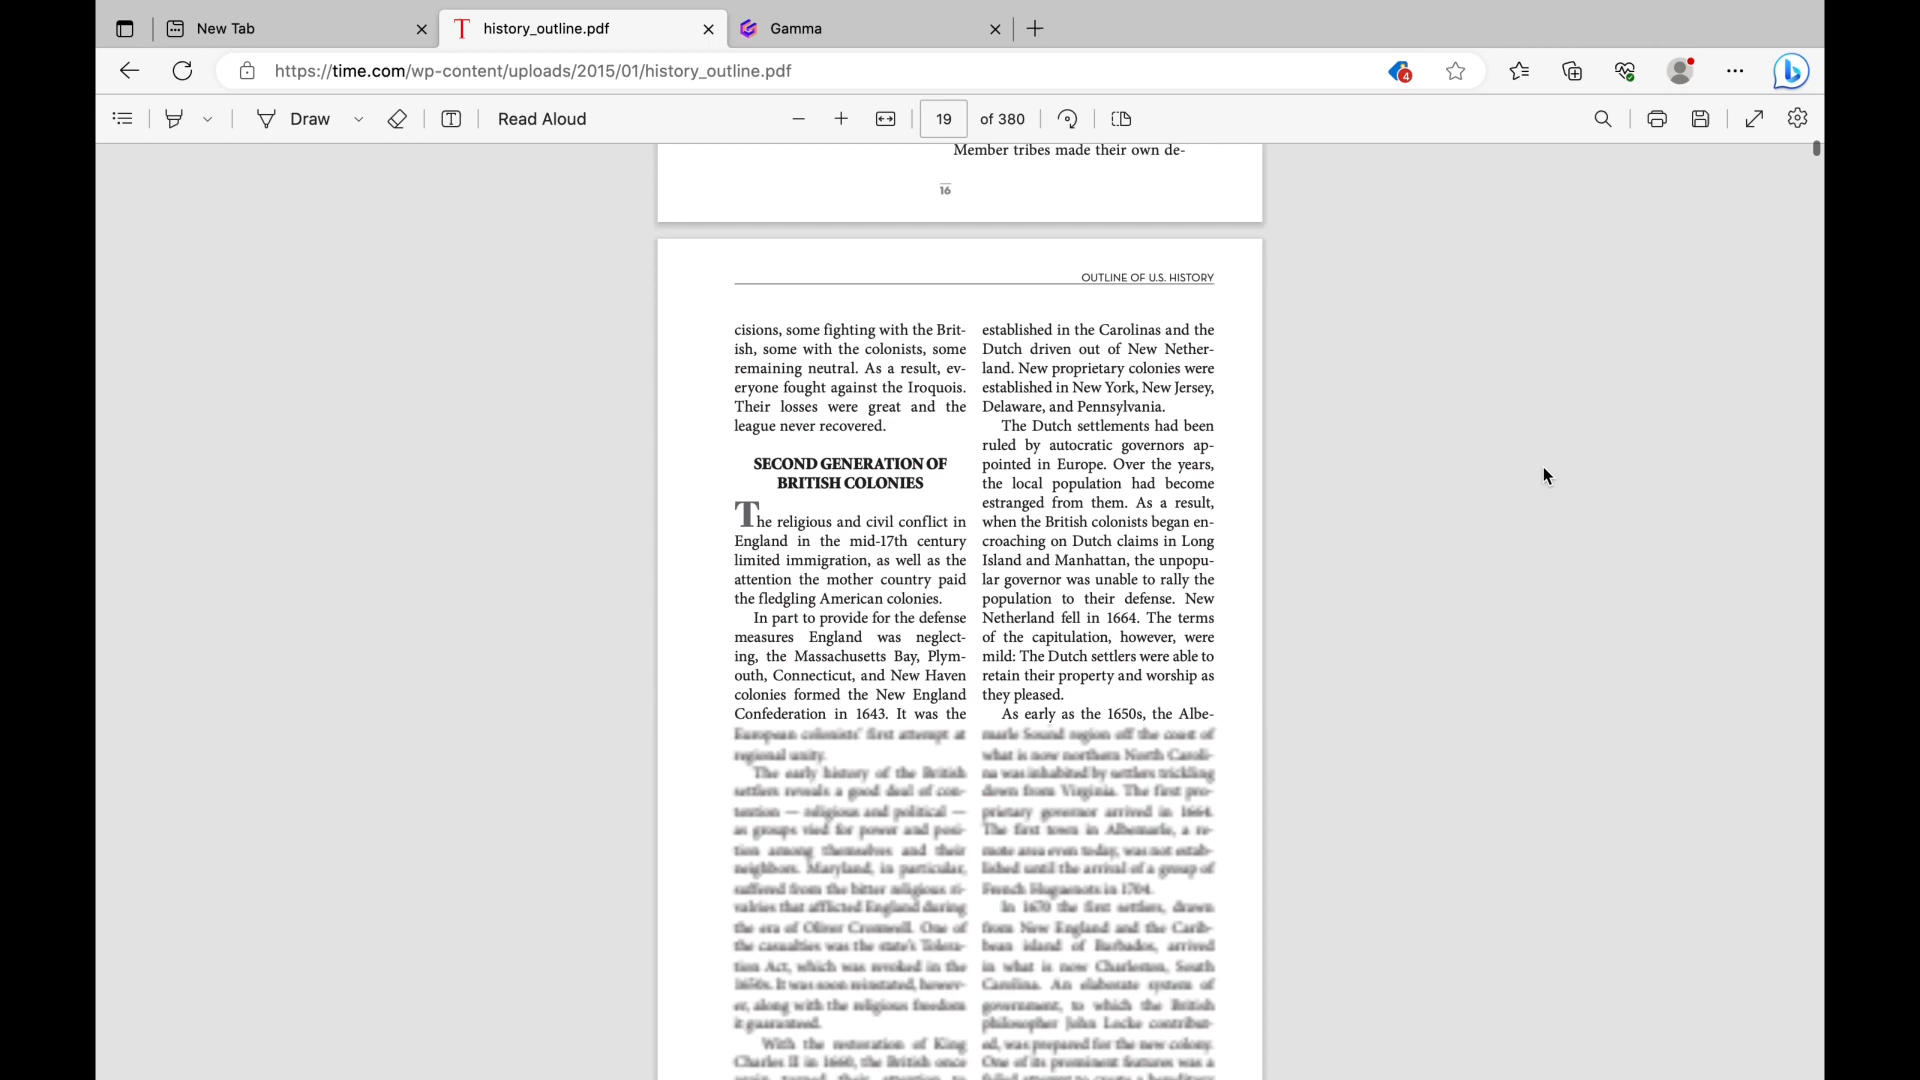 New Tab
history_outline.pdf
Gamma
https://time.com/wp-content/uploads/2015/01/history_outline.pdf
4
Draw
Read Aloud
19 of 380
Member tribes made their own de-
16
OUTLINE OF U.S. HISTORY
cisions, some fighting with the Brit-
ish, some with the colonists, some
remaining neutral. As a result, ev-
eryone fought against the Iroquois.
Their losses were great and the
league never recovered.
SECOND GENERATION OF
BRITISH COLONIES
The religious and civil conflict in
England in the mid-17th century
limited immigration, as well as the
attention the mother country paid
the fledgling American colonies.
In part to provide for the defense
measures England was neglect-
ing, the Massachusetts Bay, Plym-
outh, Connecticut, and New Haven
colonies formed the New England
Confederation in 1643. It was the
European colonists' first attempt at
regional unity.
The early history of the British
settlers reveals a good deal of con-
tention — religious and political —
as groups vied for power and posi-
tion among themselves and their
neighbors. Maryland, in particular,
suffered from the bitter religious ri-
valries that afflicted England during
the era of Oliver Cromwell. One of
the casualties was the state's Tolera-
tion Act, which was revoked in the
1650s. It was soon reinstated, howev-
er, along with the religious freedom
it guaranteed.
With the restoration of King
Charles II in 1660, the British once
again turned their attention to
established in the Carolinas and the
Dutch driven out of New Nether-
land. New proprietary colonies were
established in New York, New Jersey,
Delaware, and Pennsylvania.
The Dutch settlements had been
ruled by autocratic governors ap-
pointed in Europe. Over the years,
the local population had become
estranged from them. As a result,
when the British colonists began en-
croaching on Dutch claims in Long
Island and Manhattan, the unpopu-
lar governor was unable to rally the
population to their defense. New
Netherland fell in 1664. The terms
of the capitulation, however, were
mild: The Dutch settlers were able to
retain their property and worship as
they pleased.
As early as the 1650s, the Albe-
marle Sound region off the coast of
what is now northern North Caroli-
na was inhabited by settlers trickling
down from Virginia. The first pro-
prietary governor arrived in 1664.
The first town in Albemarle, a re-
mote area even today, was not estab-
lished until the arrival of a group of
French Huguenots in 1704.
In 1670 the first settlers, drawn
from New England and the Carib-
bean island of Barbados, arrived
in what is now Charleston, South
Carolina. An elaborate system of
government, to which the British
philosopher John Locke contribut-
ed, was prepared for the new colony.
One of its prominent features was a
failed attempt to create a hereditary